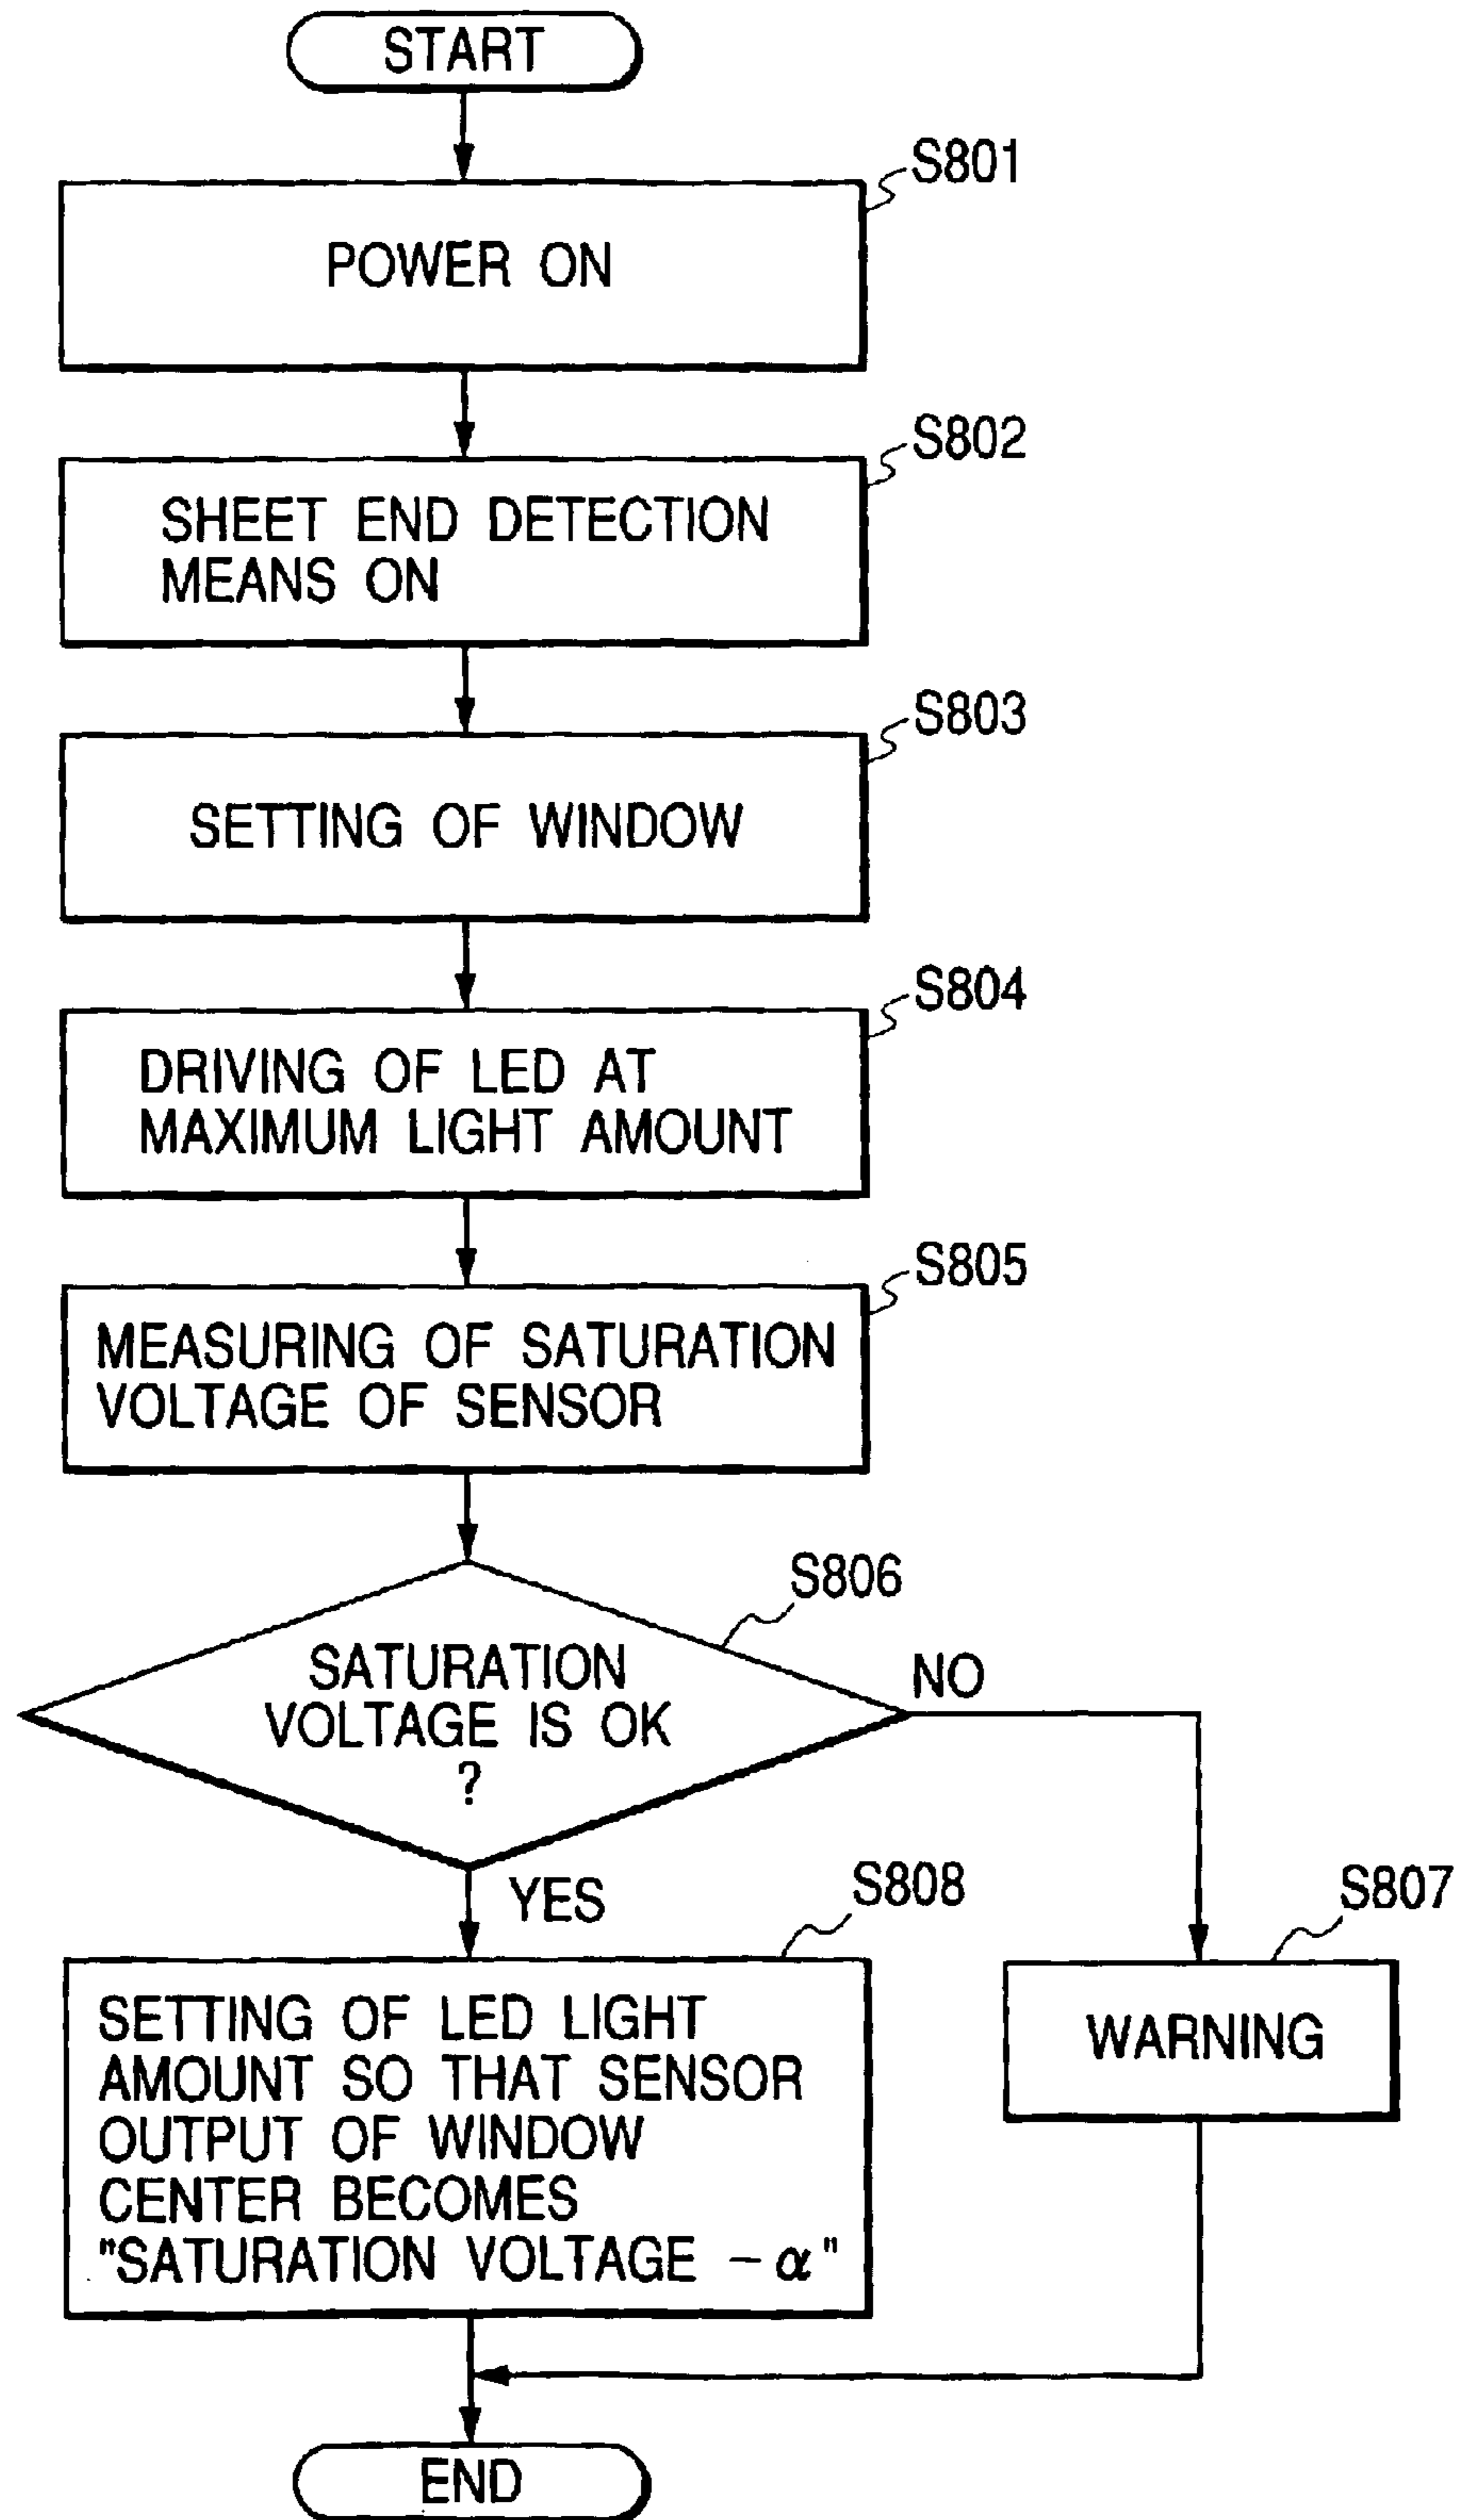 START
S801
POWER ON
S802
SHEET END DETECTION
MEANS ON
S803
SETTING OF WINDOW
S804
DRIVING OF LED AT
MAXIMUM LIGHT AMOUNT
S805
MEASURING OF SATURATION
VOLTAGE OF SENSOR
S806
SATURATION
VOLTAGE IS OK
?
NO
YES
S808
S807
SETTING OF LED LIGHT
AMOUNT SO THAT SENSOR
OUTPUT OF WINDOW
CENTER BECOMES
"SATURATION VOLTAGE – α"
WARNING
END